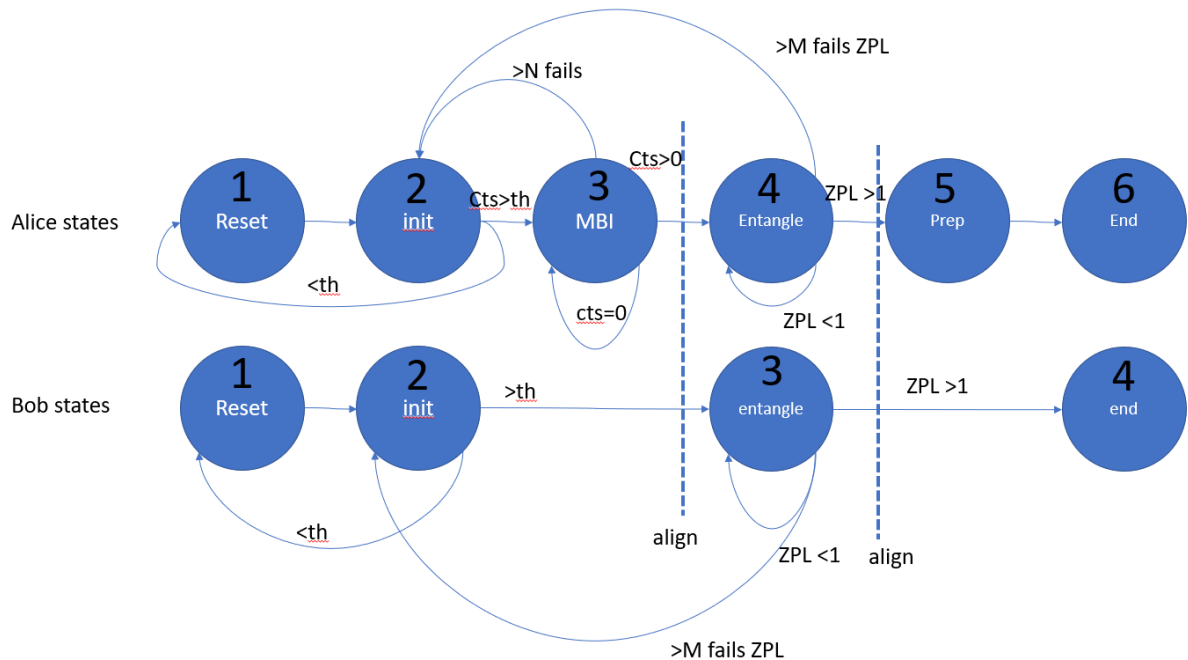 >M fails ZPL
>N fails
Cts>0
1
2
3
4
5
6
Alice states
Reset
init
Cts>th
MBI
Entangle
ZPL >1
Prep
End
<th
cts=0
ZPL <1
1
2
3
4
Bob states
Reset
init
>th
entangle
ZPL >1
end
<th
align
ZPL <1
align
>M fails ZPL